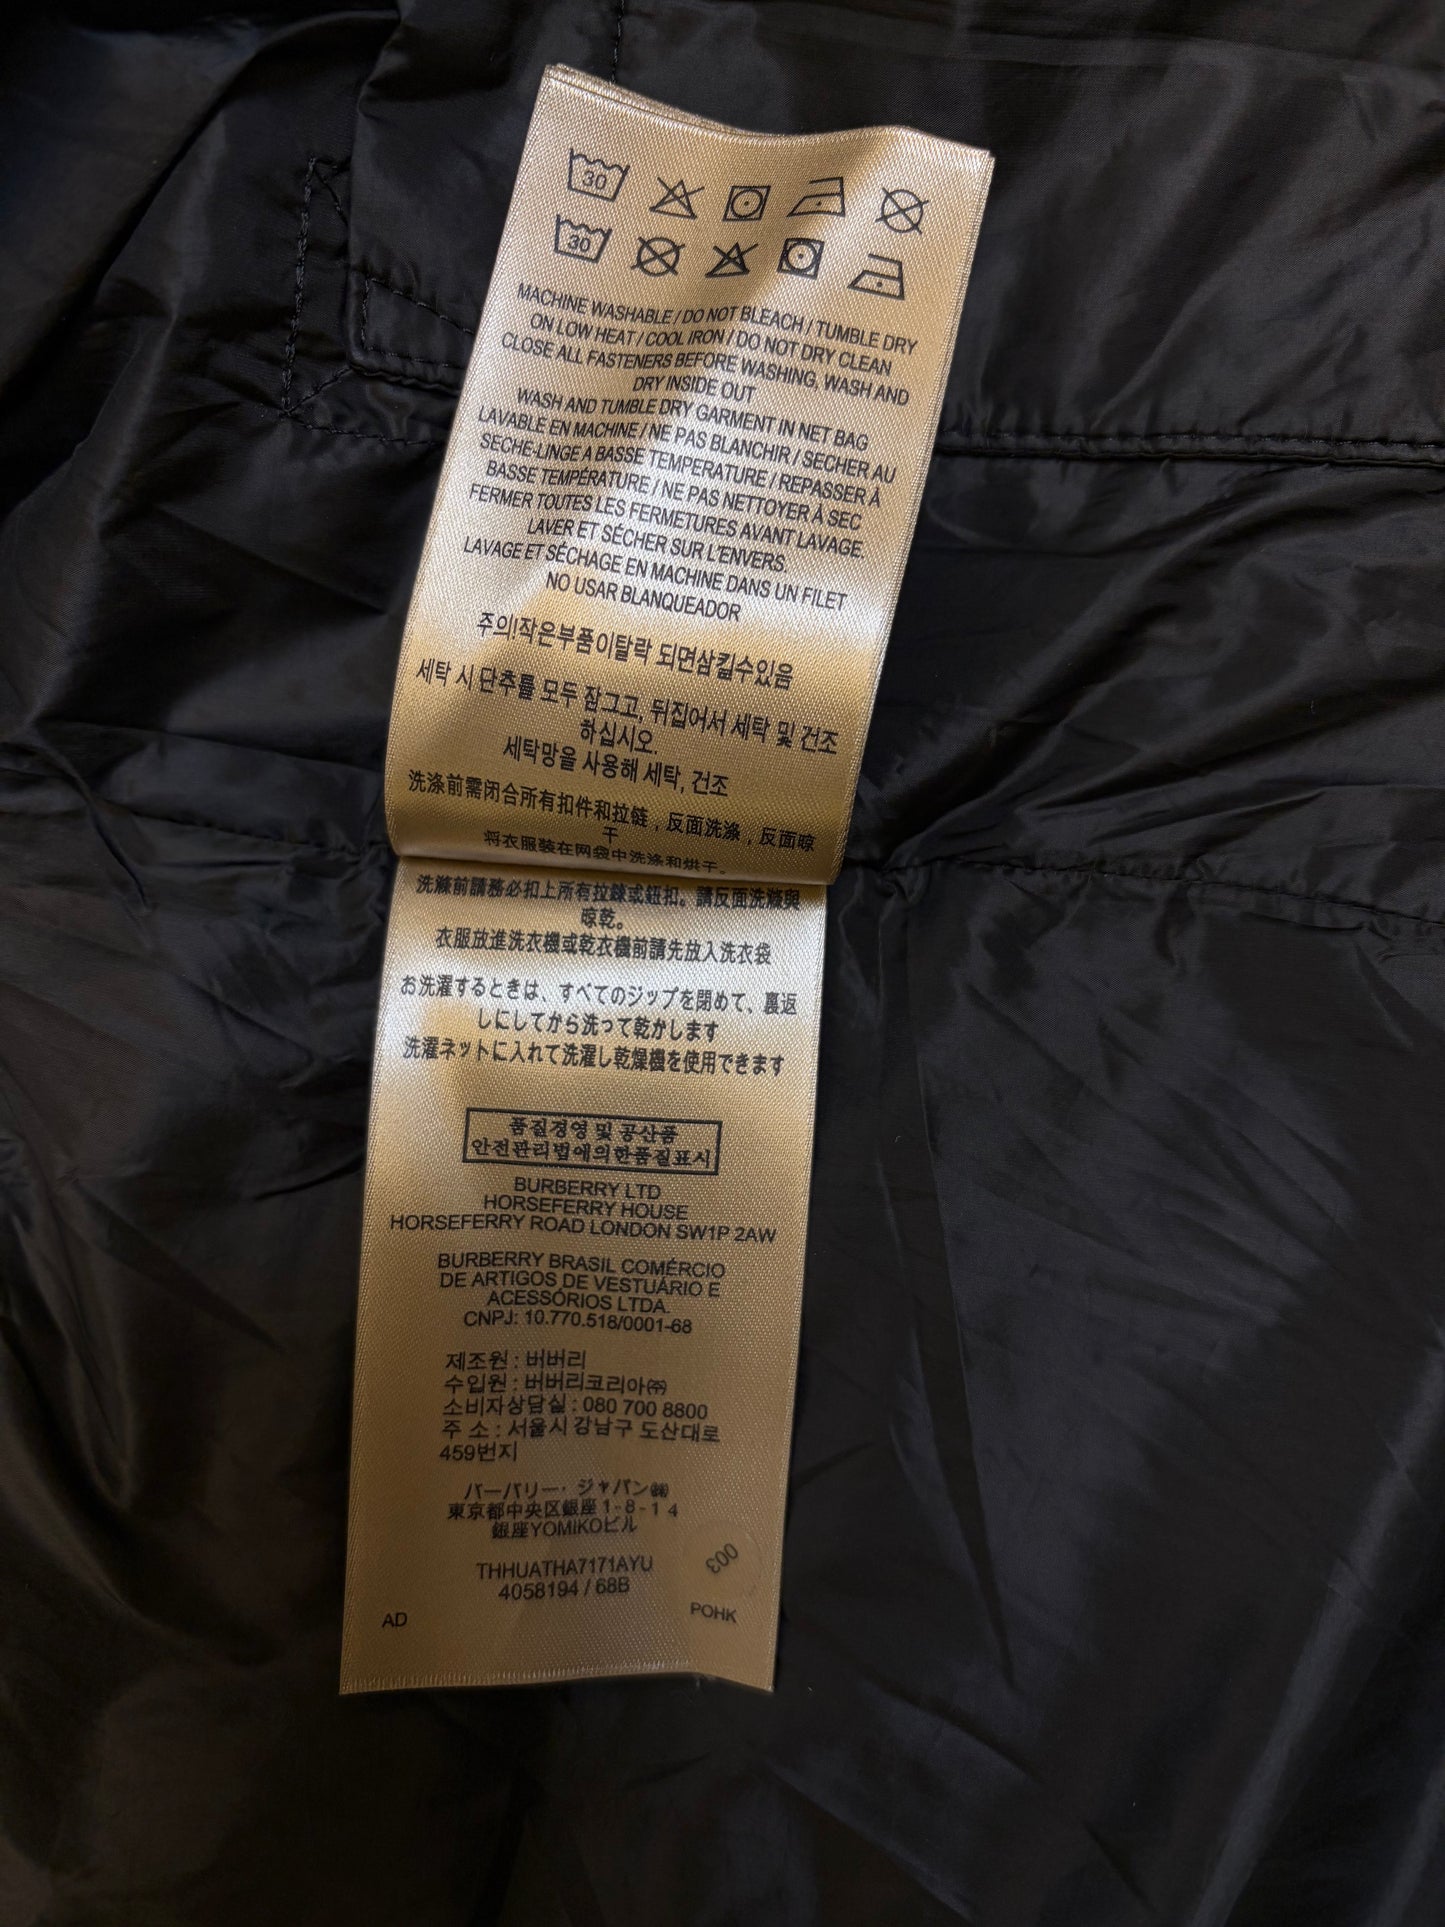 30
30
MACHINE WASHABLE / DO NOT BLEACH / TUMBLE DRY
ON LOW HEAT / COOL IRON / DO NOT DRY CLEAN
CLOSE ALL FASTENERS BEFORE WASHING, WASH AND
DRY INSIDE OUT
WASH AND TUMBLE DRY GARMENT IN NET BAG
LAVABLE EN MACHINE / NE PAS BLANCHIR / SECHER AU
SECHE-LINGE A BASSE TEMPERATURE / REPASSER À
BASSE TEMPÉRATURE / NE PAS NETTOYER À SEC
FERMER TOUTES LES FERMETURES AVANT LAVAGE.
LAVER ET SÉCHER SUR L'ENVERS.
LAVAGE ET SÉCHAGE EN MACHINE DANS UN FILET
NO USAR BLANQUEADOR
주의!작은부품이탈락 되면삼킬수있음
세탁 시 단추를 모두 잠그고, 뒤집어서 세탁 및 건조
하십시오.
세탁망을 사용해 세탁, 건조
洗涤前需闭合所有扣件和拉链，反面洗涤，反面晾
干
将衣服装在网袋中洗涤和烘干。
洗滌前請務必扣上所有拉鍊或鈕扣。請反面洗滌與
晾乾。
衣服放進洗衣機或乾衣機前請先放入洗衣袋
お洗濯するときは、すべてのジップを閉めて、裏返
しにしてから洗って乾かします
洗濯ネットに入れて洗濯し乾燥機を使用できます
품질경영 및 공산품
안전관리법에의한품질표시
BURBERRY LTD
HORSEFERRY HOUSE
HORSEFERRY ROAD LONDON SW1P 2AW
BURBERRY BRASIL COMÉRCIO
DE ARTIGOS DE VESTUÁRIO E
ACESSÓRIOS LTDA.
CNPJ: 10.770.518/0001-68
제조원 : 버버리
수입원 : 버버리코리아㈜
소비자상담실 : 080 700 8800
주 소 : 서울시 강남구 도산대로
459번지
バーバリー・ジャパン㈱
東京都中央区銀座1-8-14
銀座YOMIKOビル
003
THHUATHA7171AYU
4058194 / 68B
AD
POHK